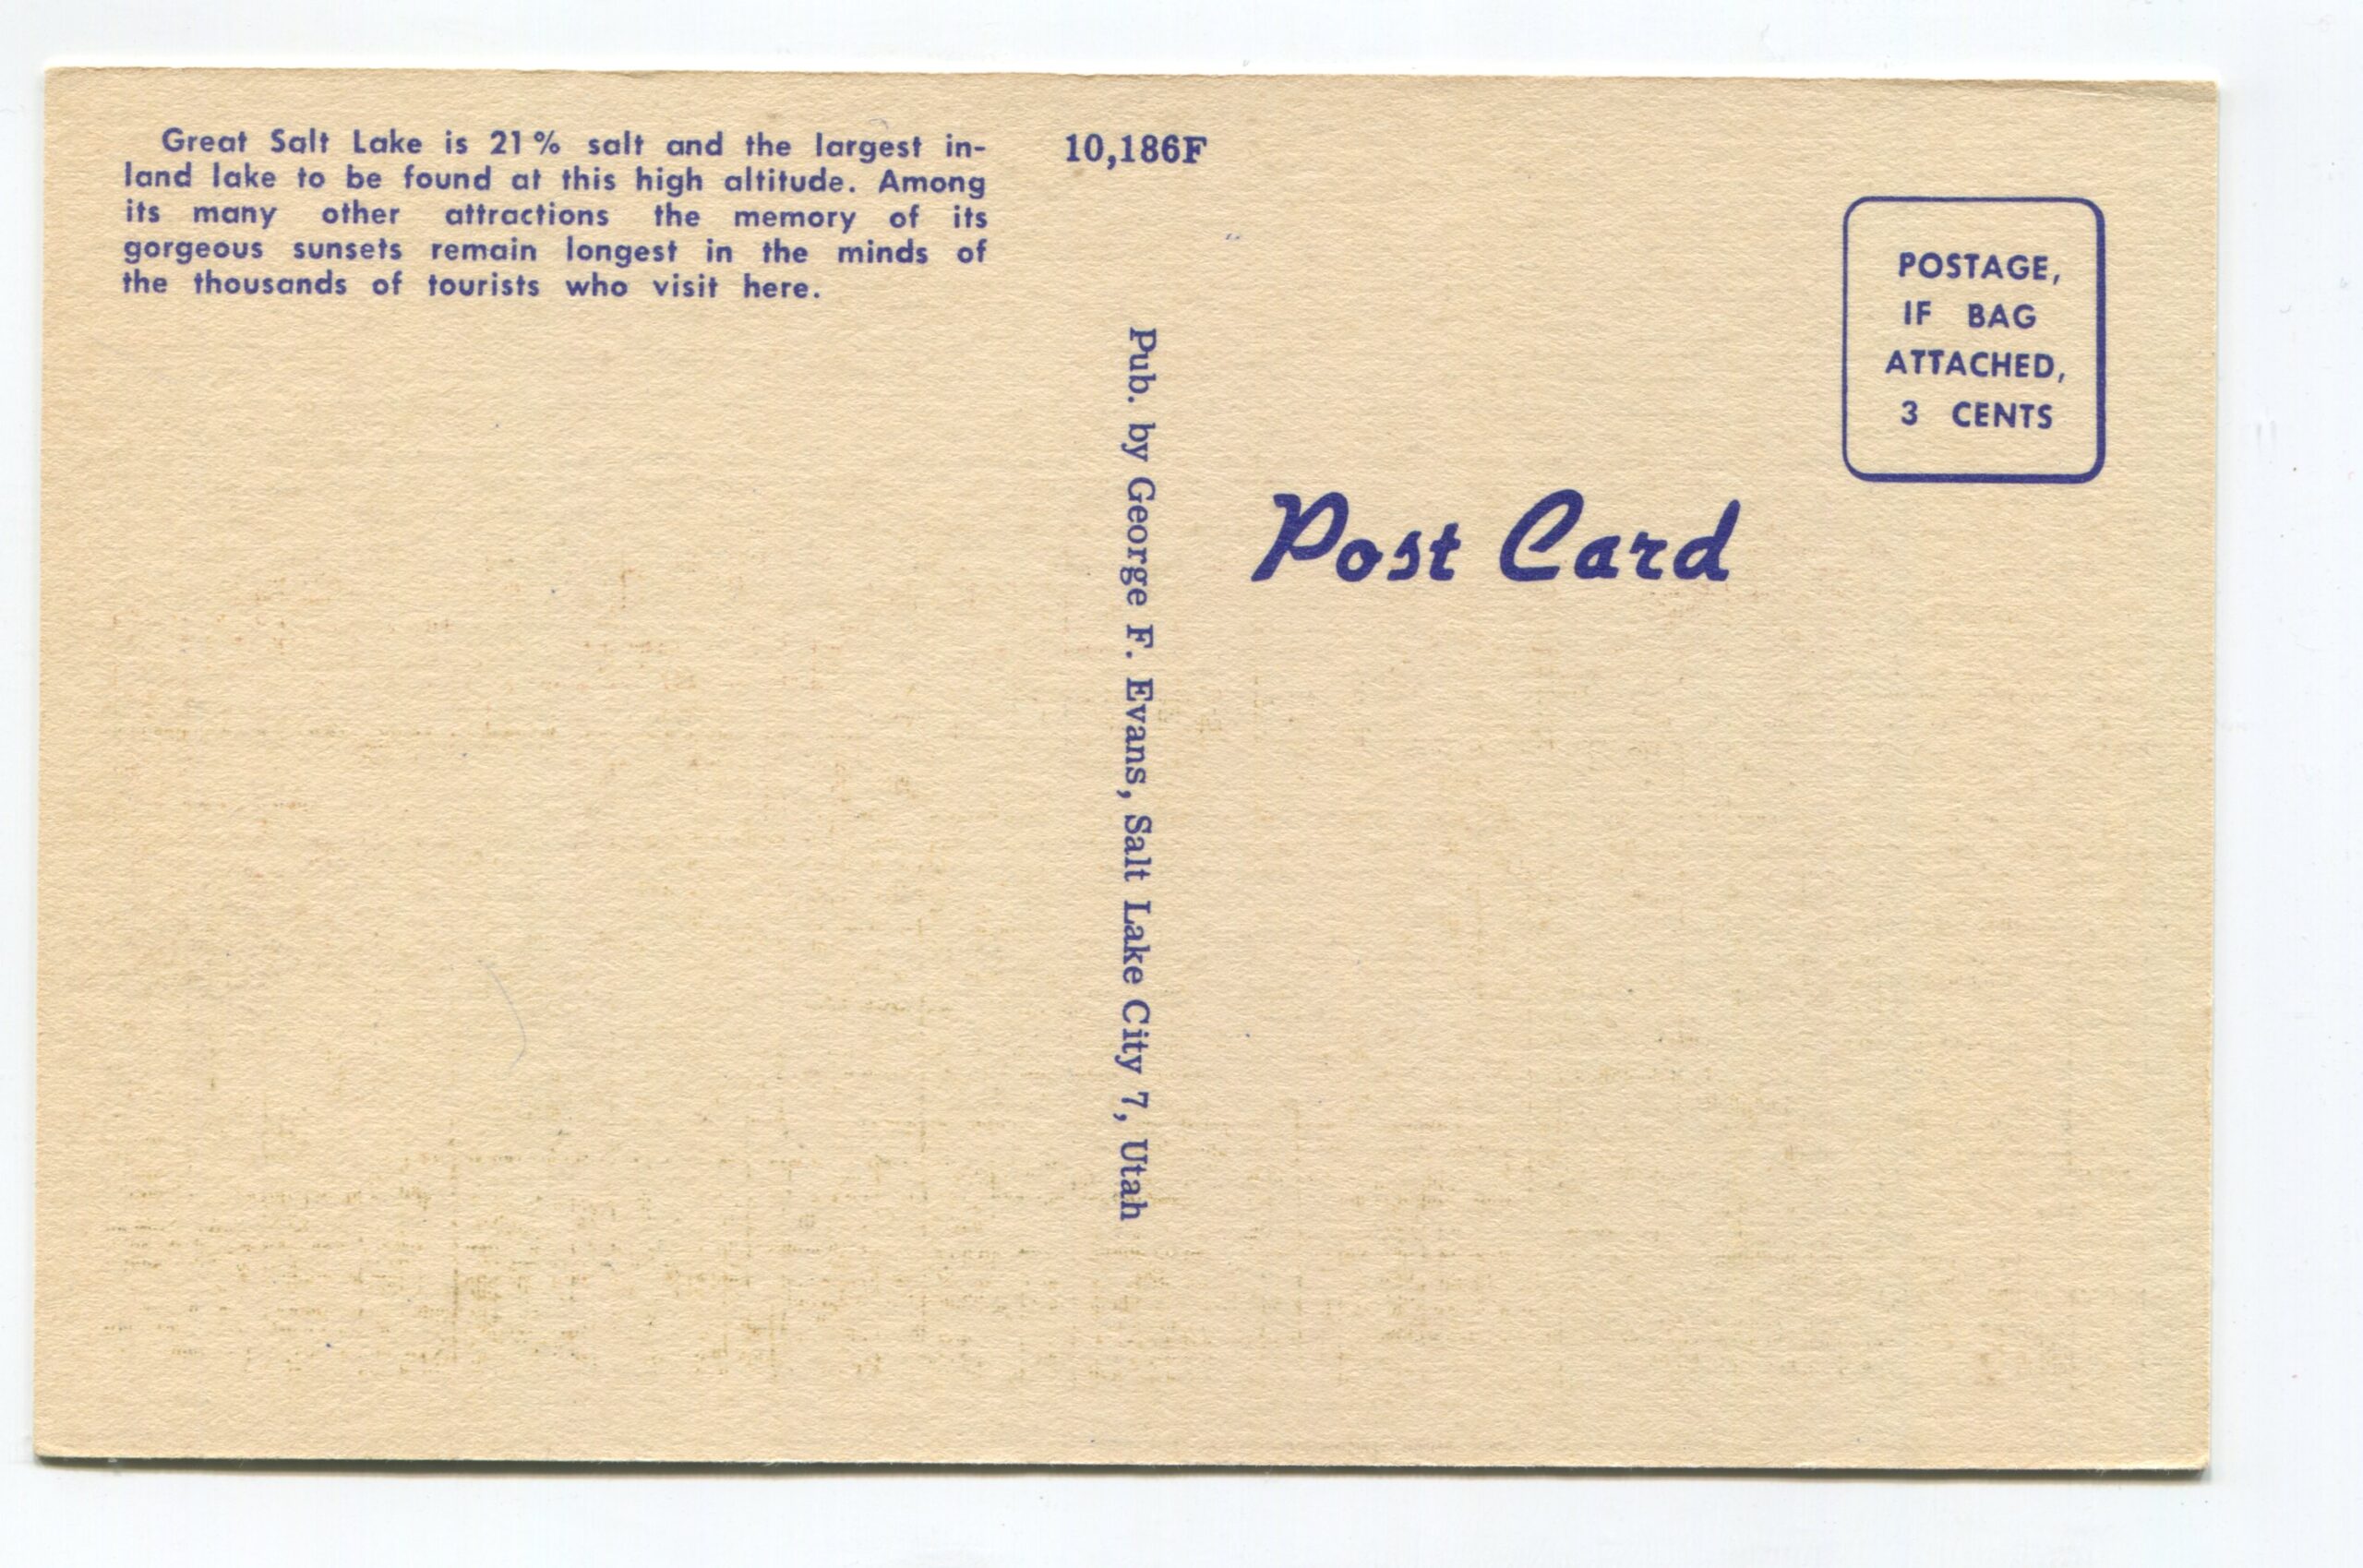 Great Salt Lake is 21% salt and the largest in-
land lake to be found at this high altitude. Among
its many other attractions the memory of its
gorgeous sunsets remain longest in the minds of
the thousands of tourists who visit here.
10,186F
Pub. by George F. Evans, Salt Lake City 7, Utah
POSTAGE,
IF BAG
ATTACHED,
3 CENTS
Post Card